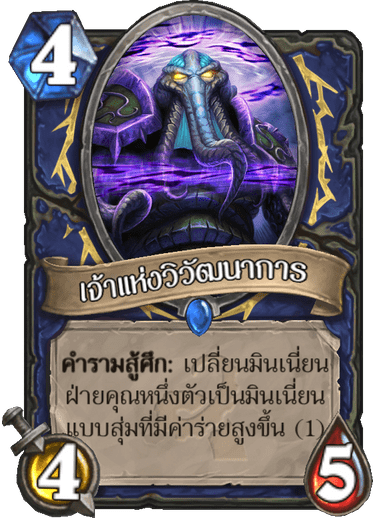 4
เจ้าแห่งวิวัฒนาการ
คำรามสู้ศึก: เปลี่ยนมินเนี่ยน
ฝ่ายคุณหนึ่งตัวเป็นมินเนี่ยน
แบบสุ่มที่มีค่าร่ายสูงขึ้น (1)
4
5